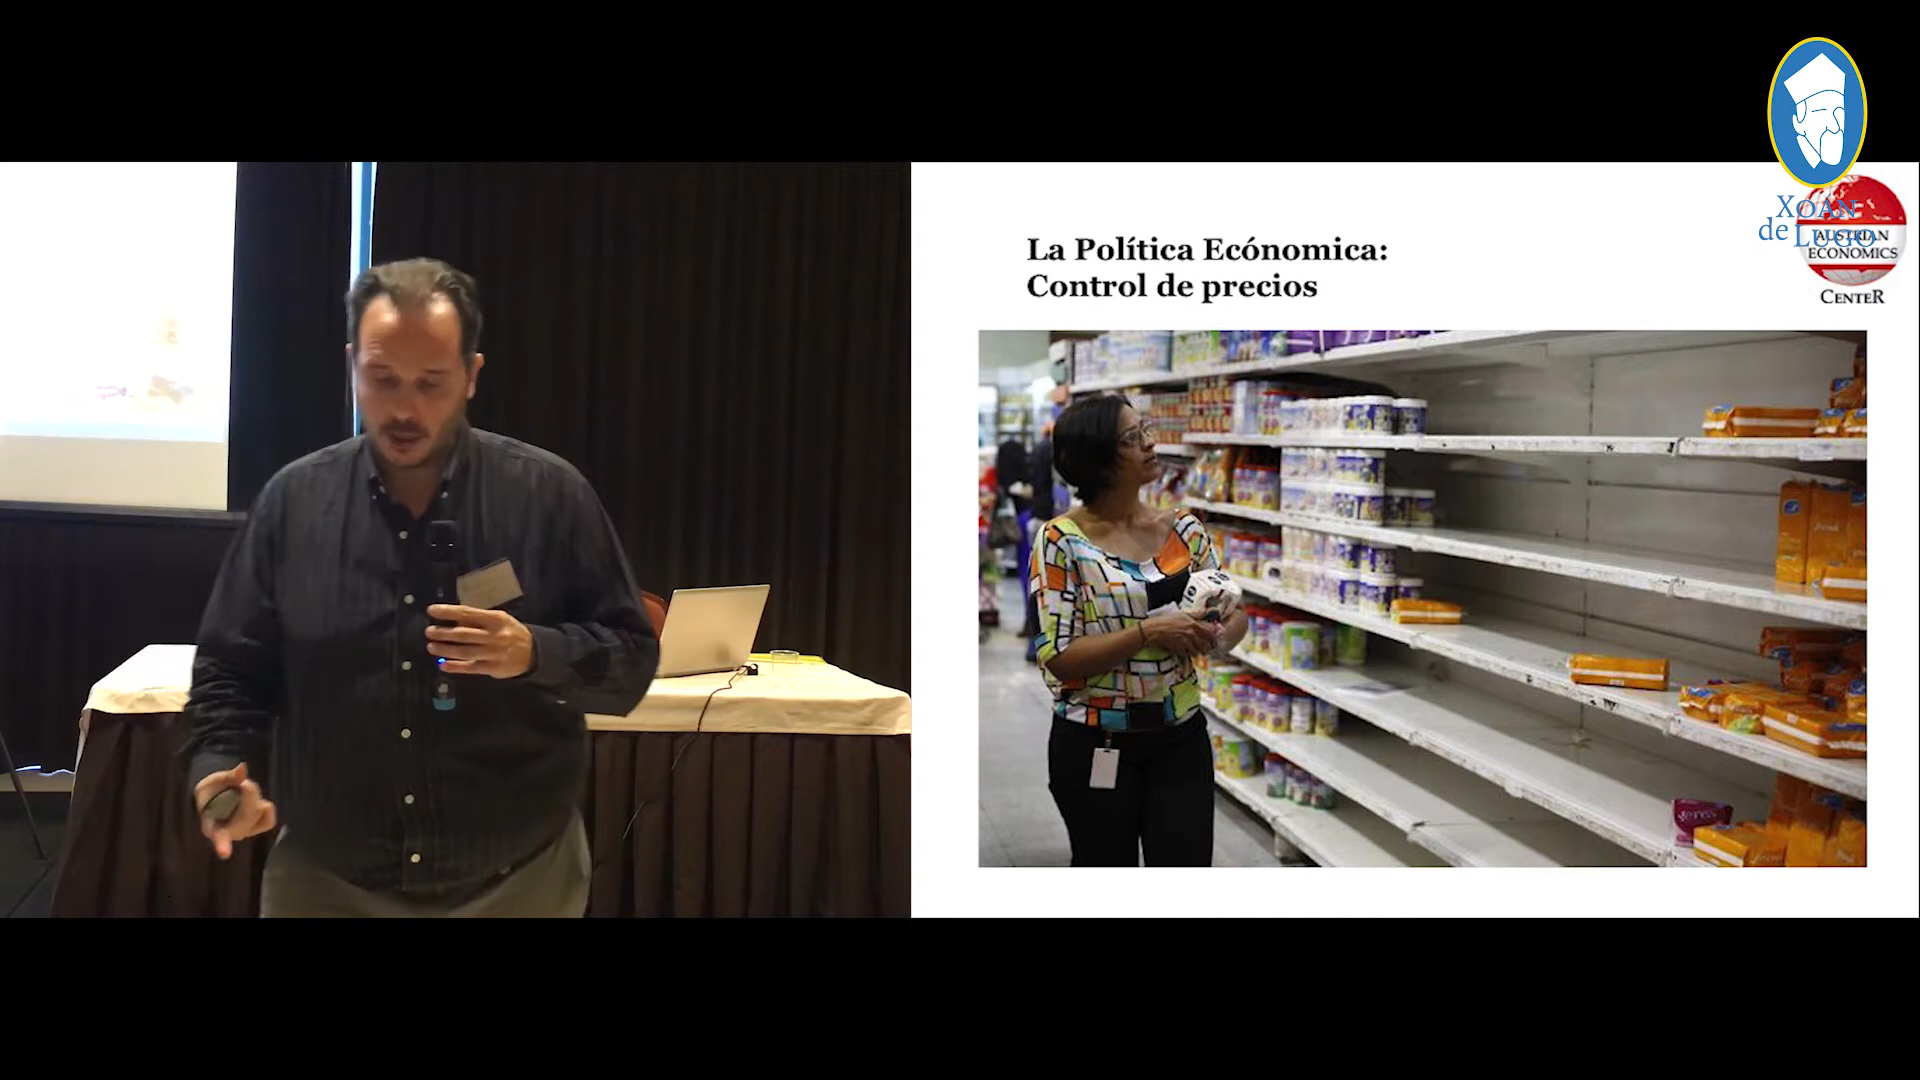 La Política Ecónomica:
Control de precios
XOAN
de LUGO
AUSTRIAN
ECONOMICS
CENTER